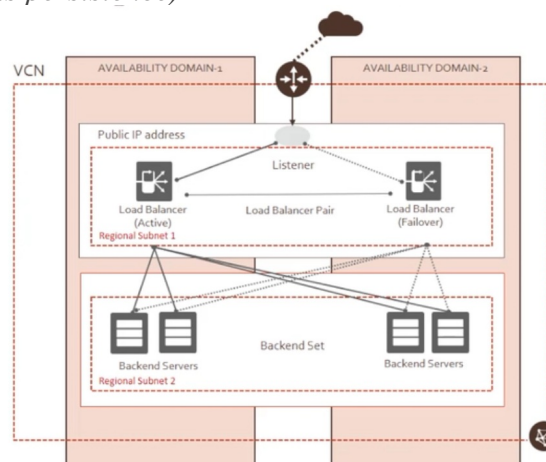 VCN
AVAILABILITY DOMAIN-1
AVAILABILITY DOMAIN-2
Public IP address
Listener
Load Balancer
(Active)
Load Balancer Pair
Load Balancer
(Failover)
Regional Subnet 1
Backend Servers
Backend Set
Backend Servers
Regional Subnet 2